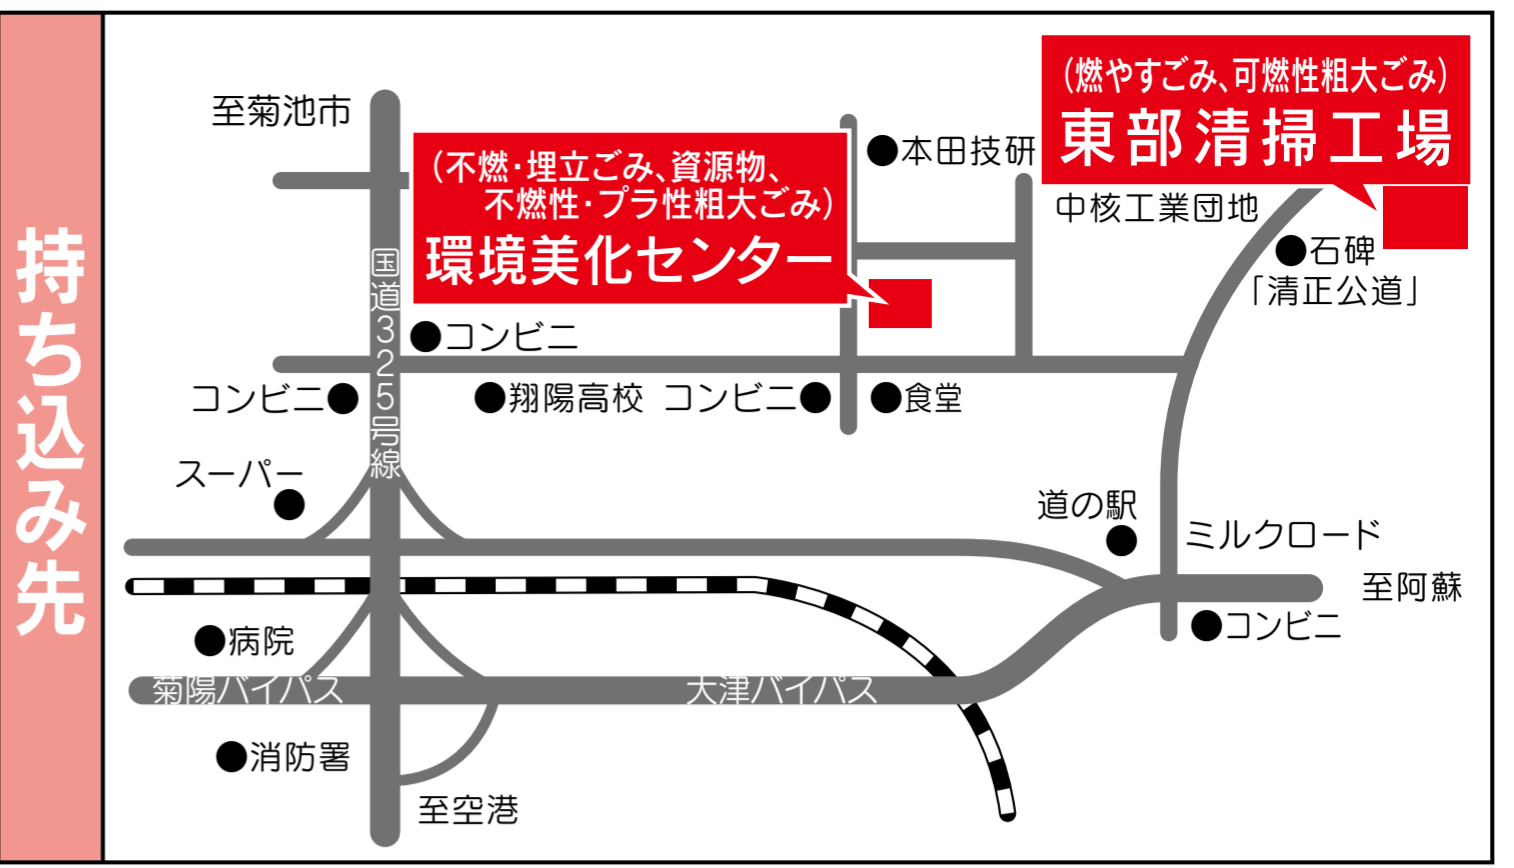 持ち込み先
至菊池市
(燃やすごみ、可燃性粗大ごみ)
東部清掃工場
(不燃・埋立ごみ、資源物、
不燃性・プラ性粗大ごみ)
環境美化センター
●本田技研
中核工業団地
●石碑
「清正公道」
国道325号線
●コンビニ
コンビニ●
●翔陽高校
コンビニ●
●食堂
スーパー
道の駅
ミルクロード
至阿蘇
●コンビニ
●病院
菊陽バイパス
大津バイパス
●消防署
至空港